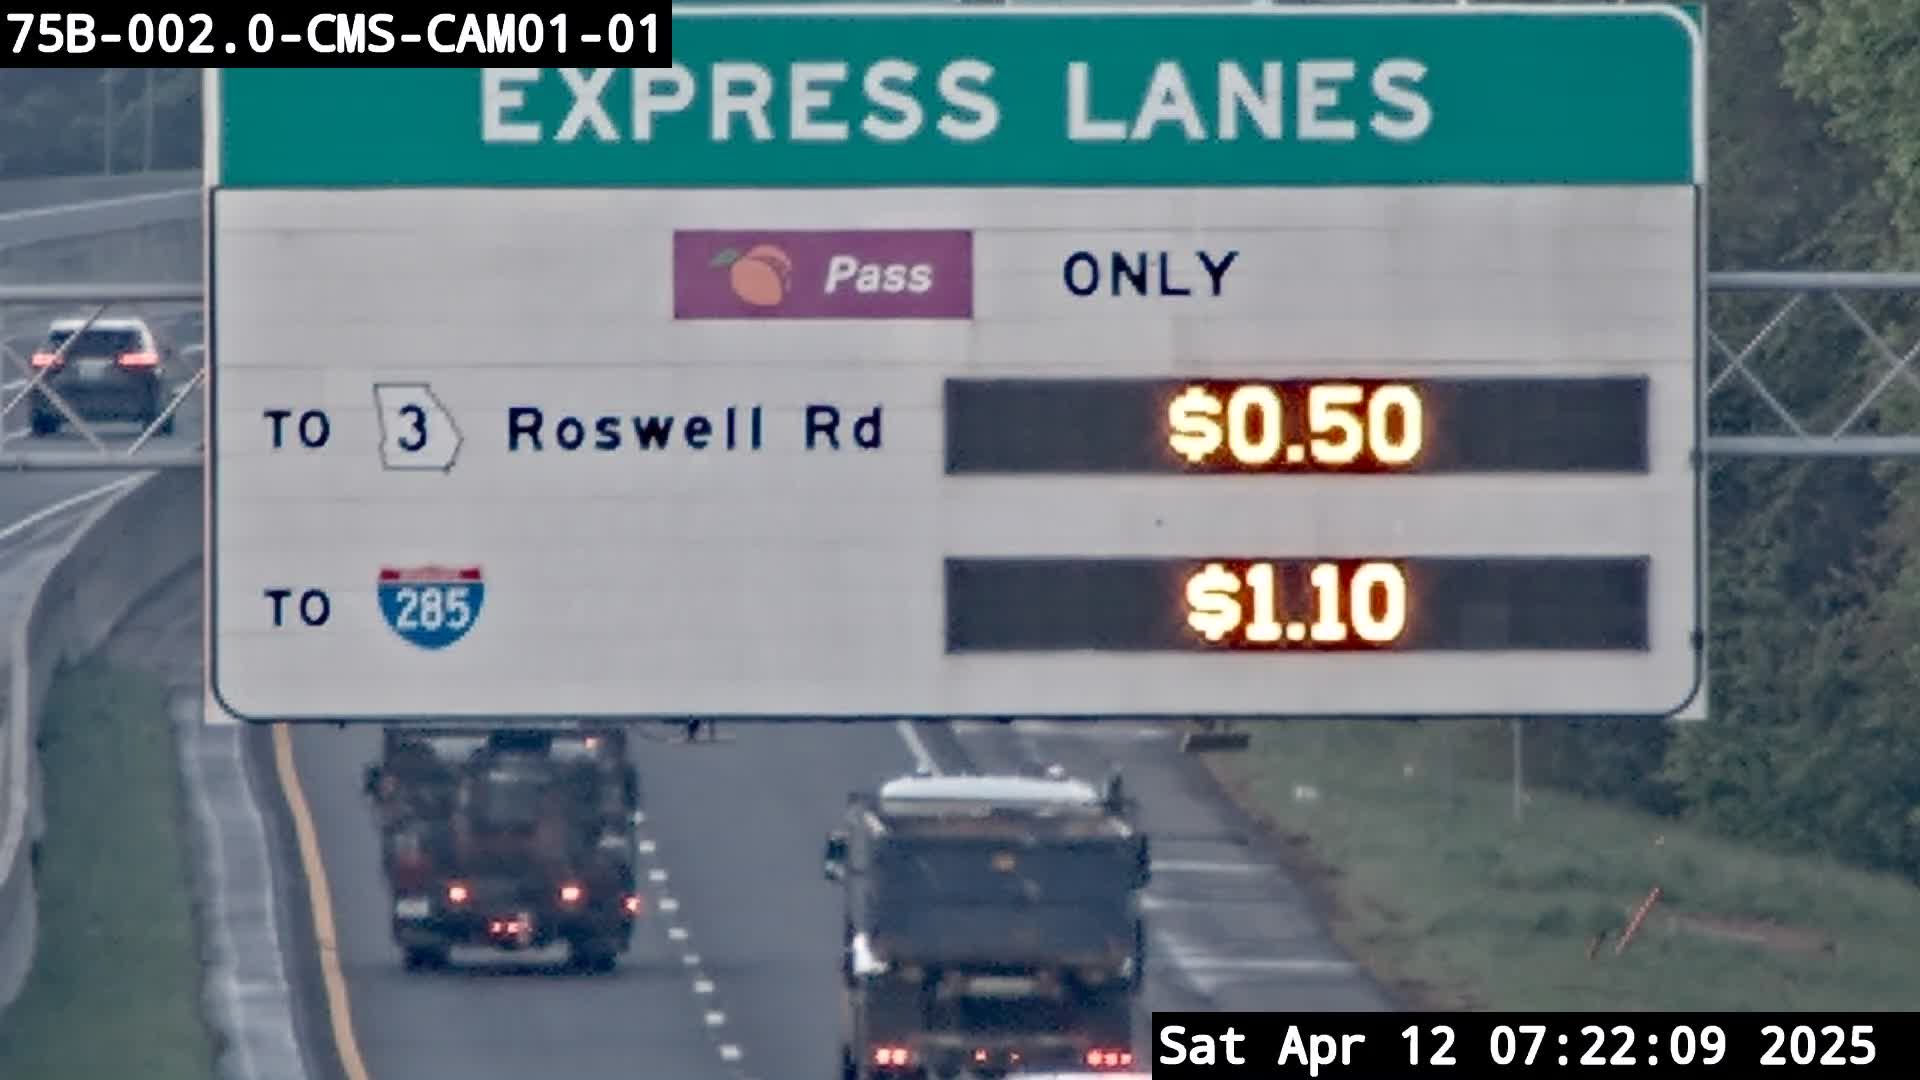 75B-002.0-CMS-CAM01-01
EXPRESS LANES
Pass ONLY
TO 3 Roswell Rd $0.50
TO 285 $1.10
Sat Apr 12 07:22:09 2025